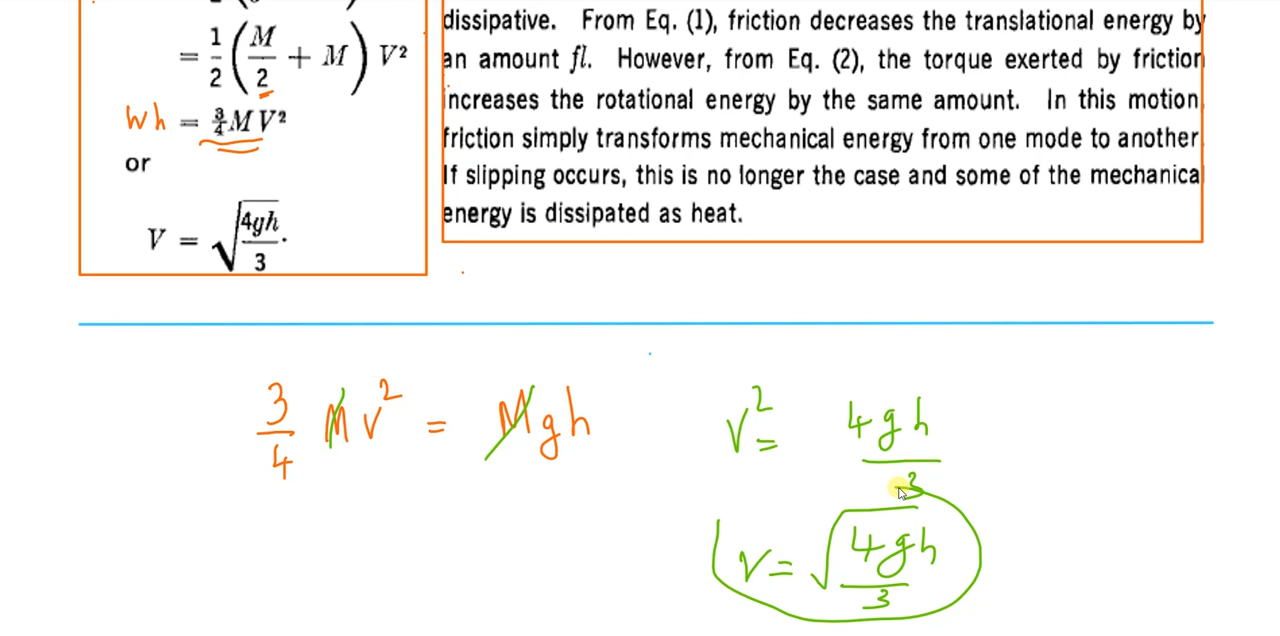 = 1/2 (M/2 + M) V²
Wh = ¾MV²
or
V = √(4gh/3).
dissipative. From Eq. (1), friction decreases the translational energy by
an amount fl. However, from Eq. (2), the torque exerted by friction
increases the rotational energy by the same amount. In this motion
friction simply transforms mechanical energy from one mode to another
If slipping occurs, this is no longer the case and some of the mechanica
energy is dissipated as heat.
3/4 Mv² = Mgh
v² = 4gh/3
v = √(4gh/3)